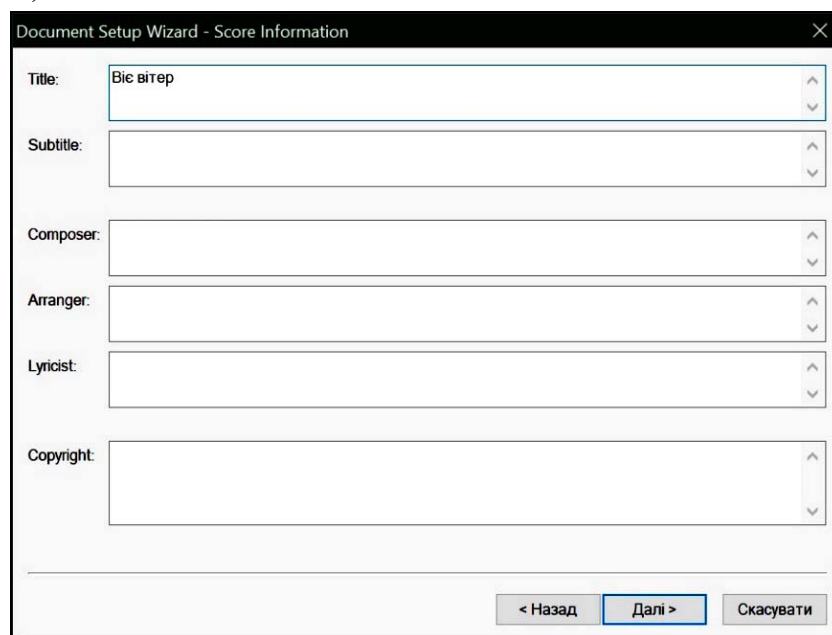 Document Setup Wizard - Score Information
Title:
Віє вітер
Subtitle:
Composer:
Arranger:
Lyricist:
Copyright:
< Назад
Далі >
Скасувати